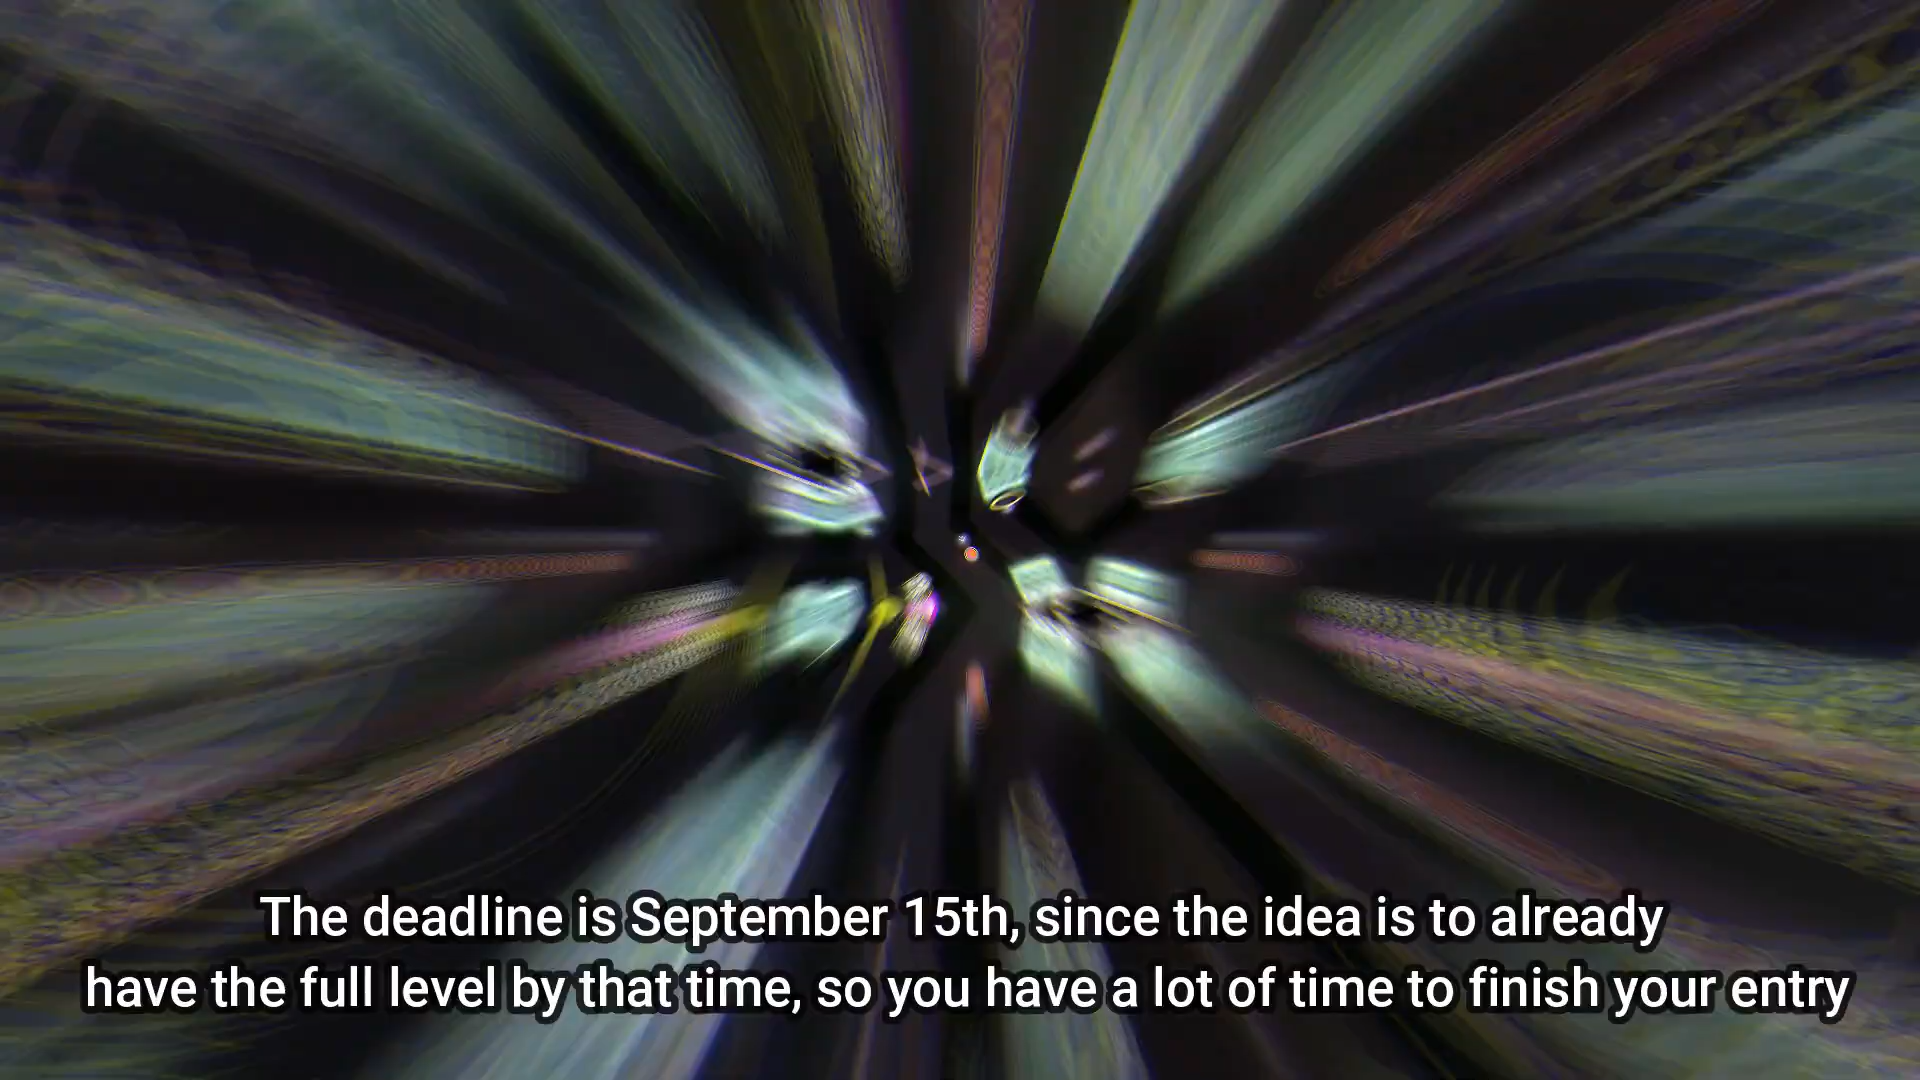 The deadline is September 15th, since the idea is to already
have the full level by that time, so you have a lot of time to finish your entry